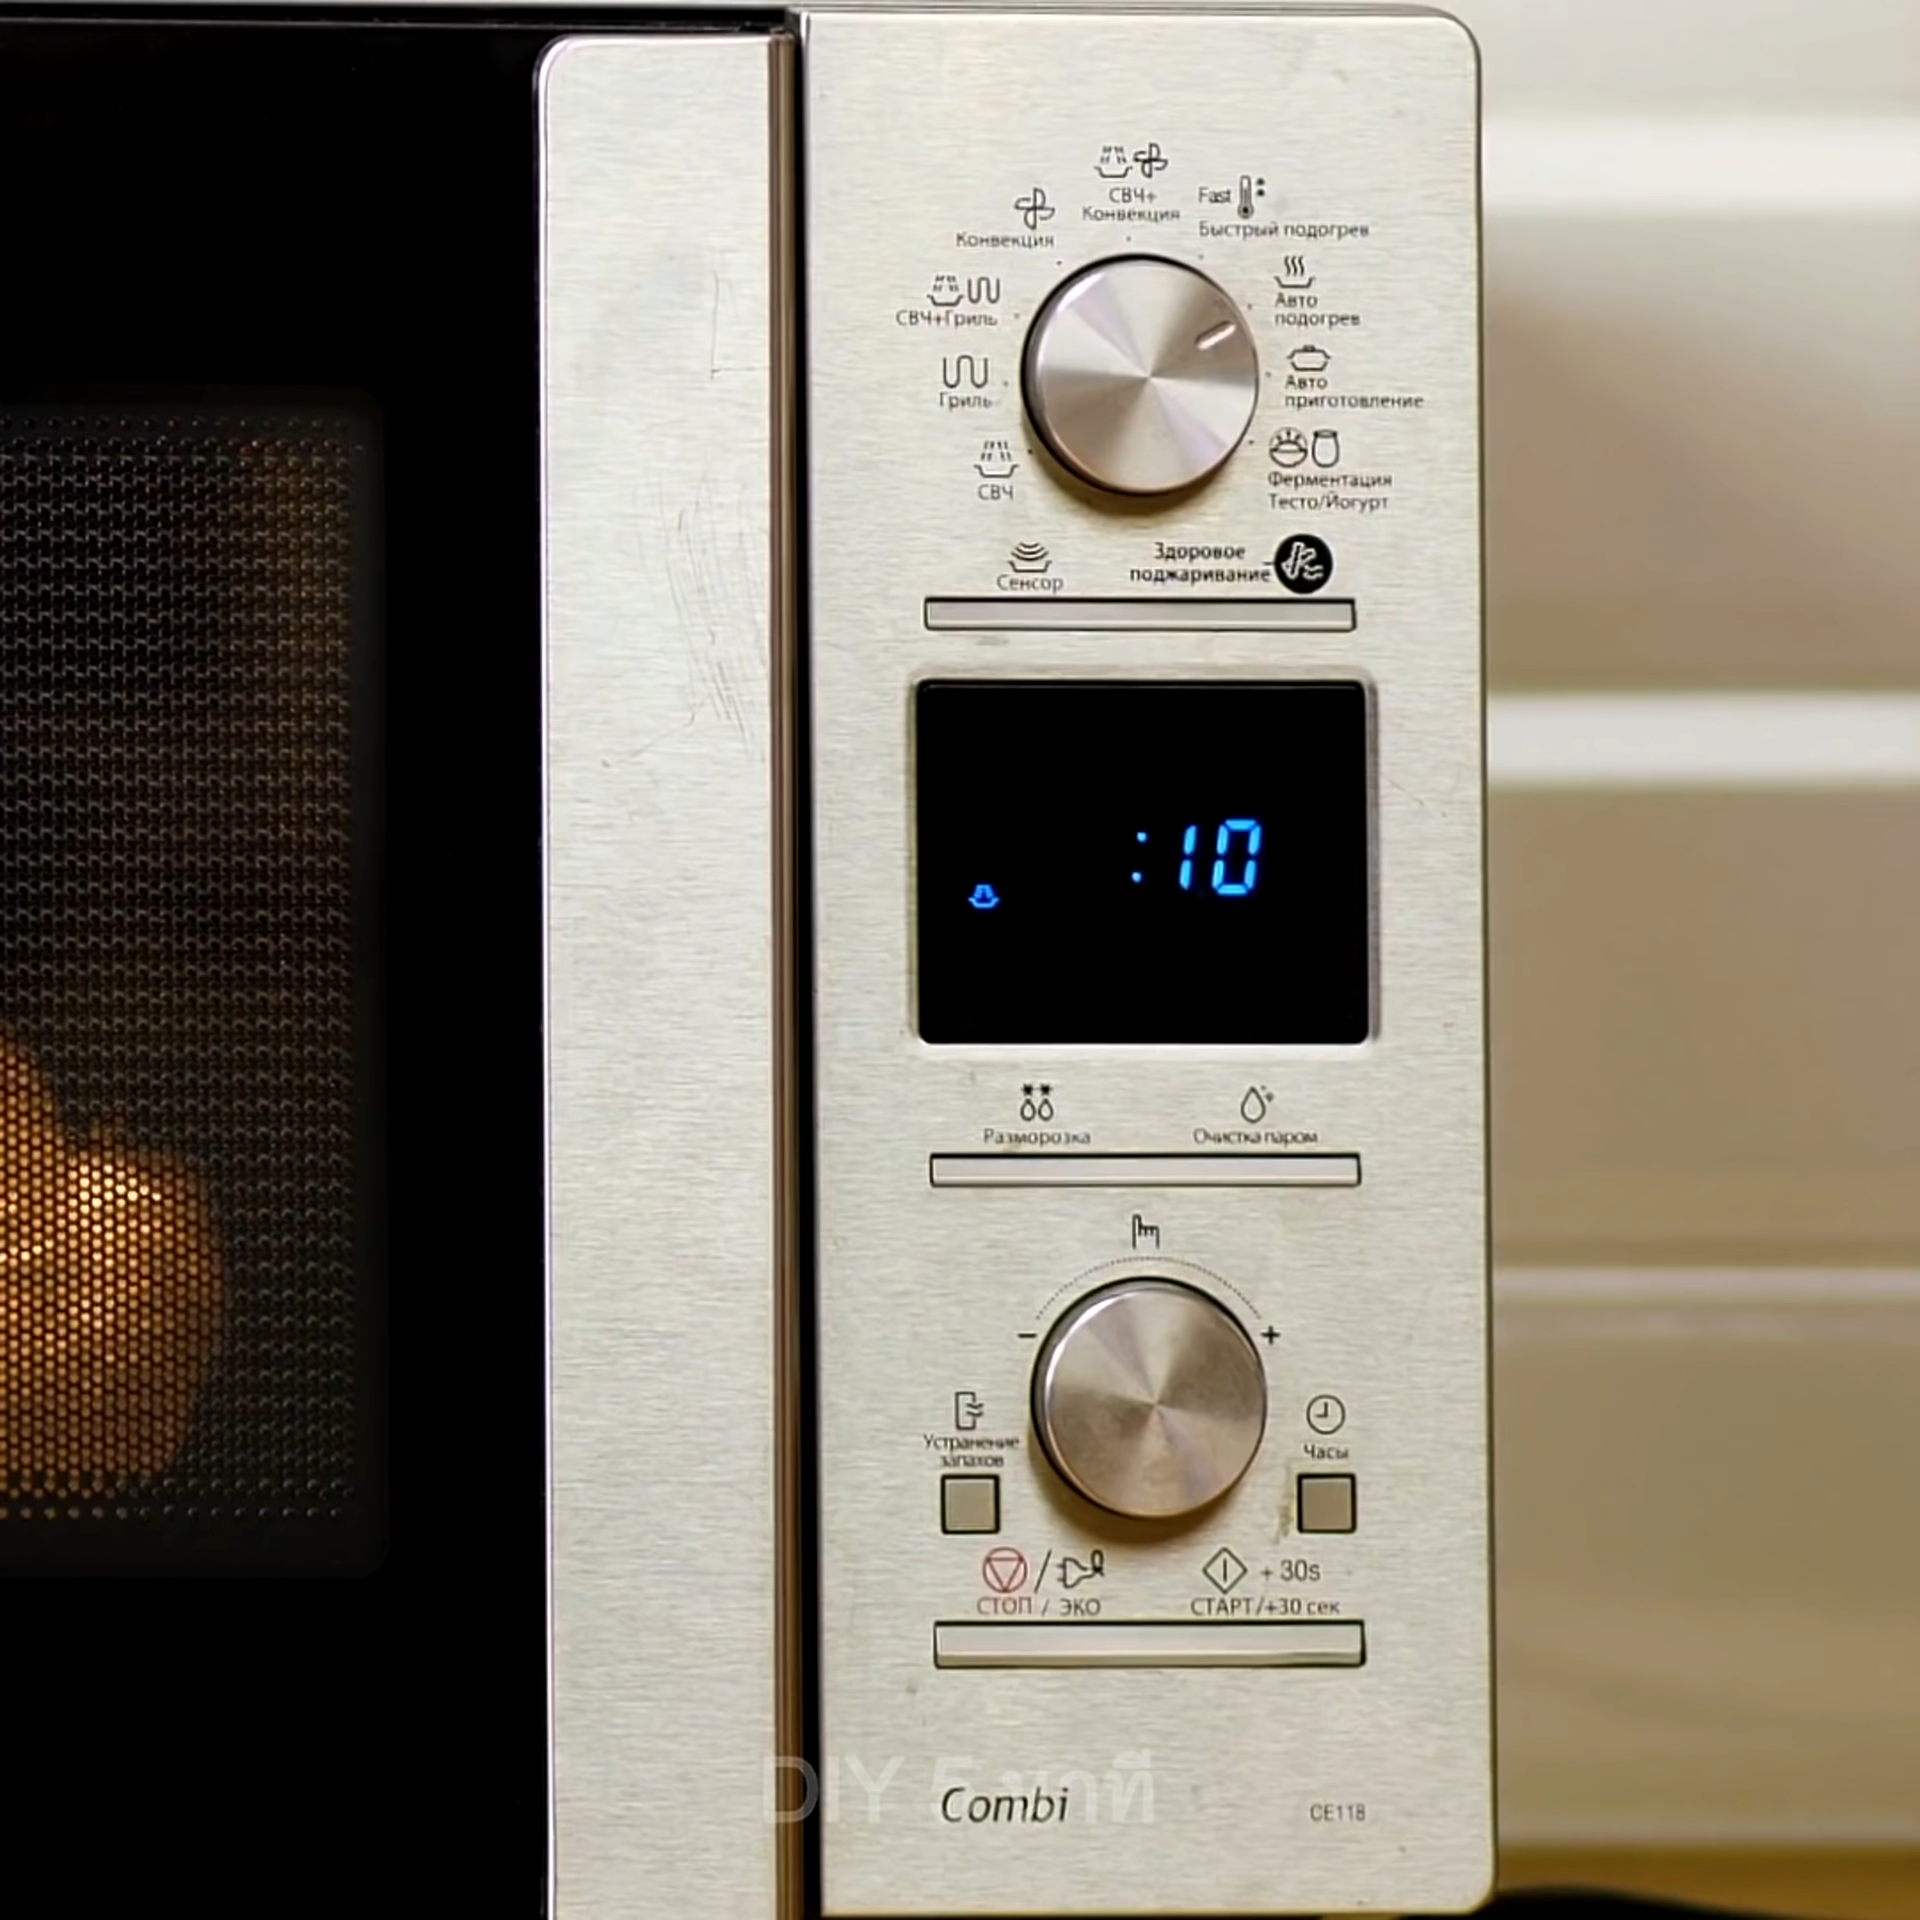 СВЧ+
Конвекция
Fast
Быстрый подогрев
Конвекция
Авто
подогрев
СВЧ+Гриль
Авто
приготовление
Гриль
Ферментация
Тесто/Йогурт
СВЧ
Сенсор
Здоровое
поджаривание
:10
Разморозка
Очистка паром
− +
Устранение
запахов
Часы
+ 30s
СТОП / ЭКО
СТАРТ/+30 сек
DIY 5 นาที
Combi
CE118